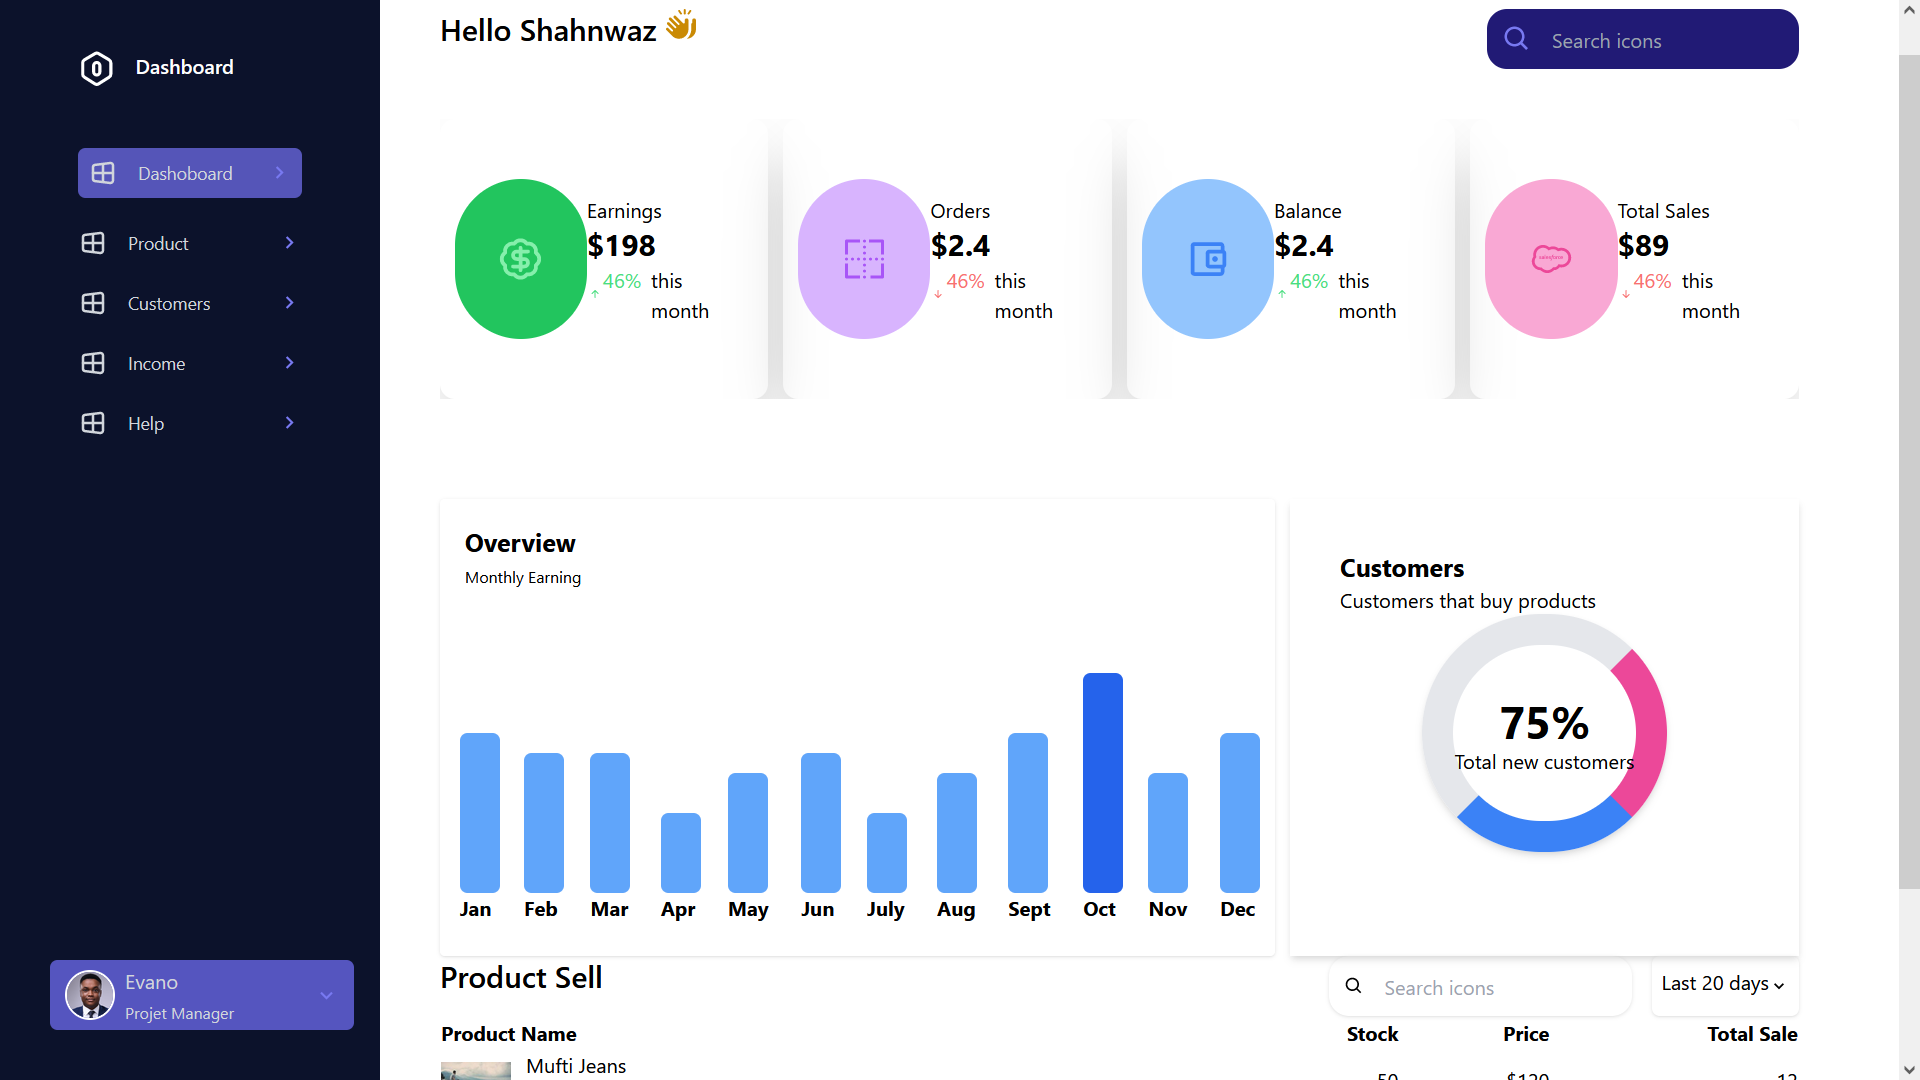 Dashboard
Dashoboard
Product
Customers
Income
Help
Evano
Projet Manager
Hello Shahnwaz
Search icons
Earnings
$198
46% this
month
Orders
$2.4
46% this
month
Balance
$2.4
46% this
month
Total Sales
$89
46% this
month
Overview
Monthly Earning
Jan Feb Mar Apr May Jun July Aug Sept Oct Nov Dec
Customers
Customers that buy products
75%
Total new customers
Product Sell
Search icons
Last 20 days
Product Name Stock Price Total Sale
Mufti Jeans